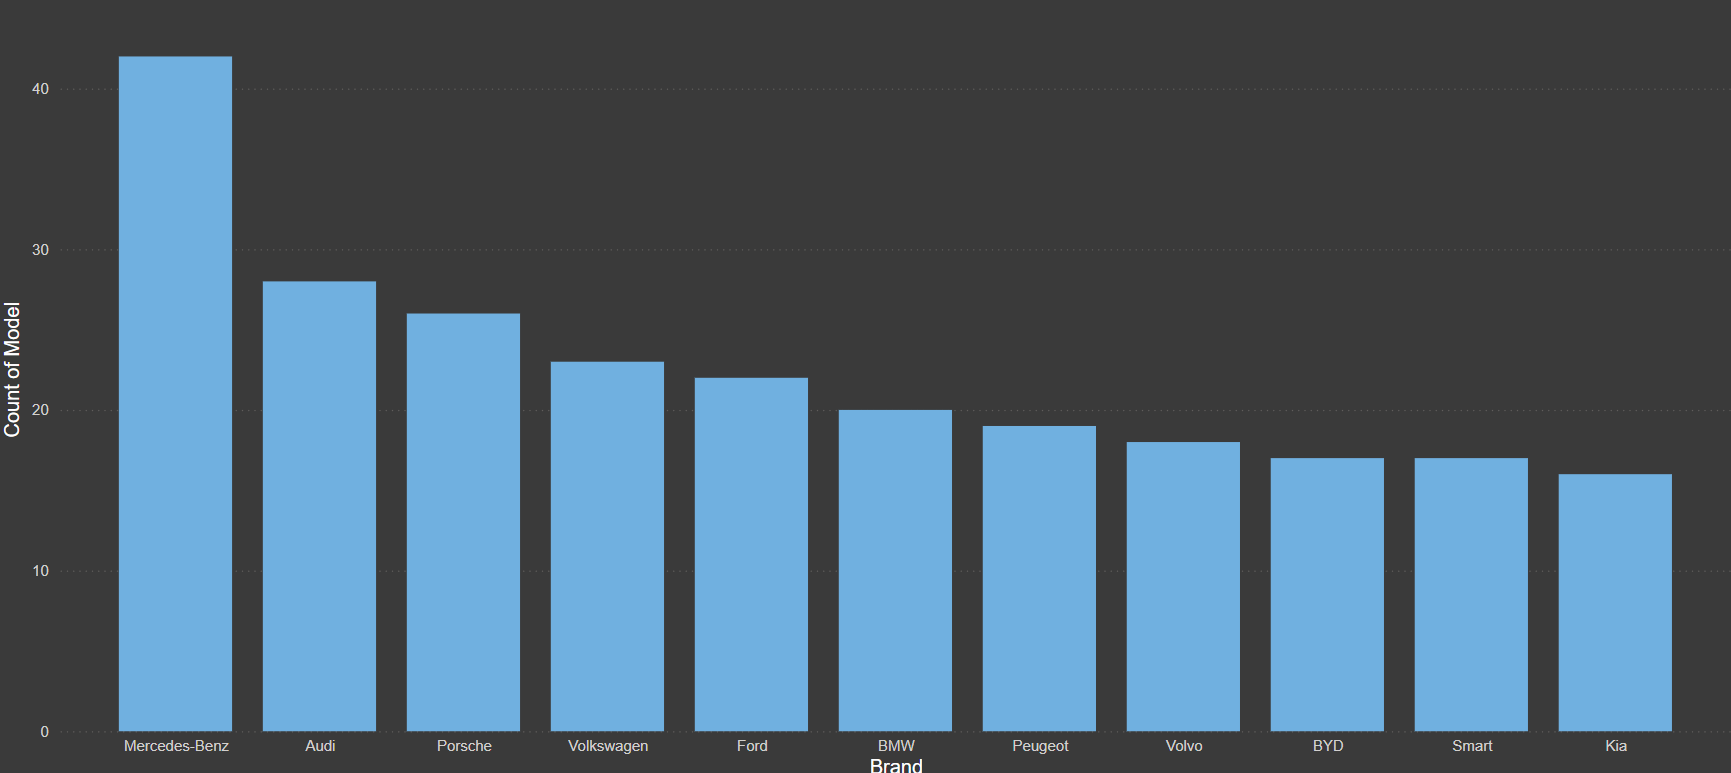 40
30
20
10
0
Count of Model
Mercedes-Benz Audi Porsche Volkswagen Ford BMW Peugeot Volvo BYD Smart Kia
Brand